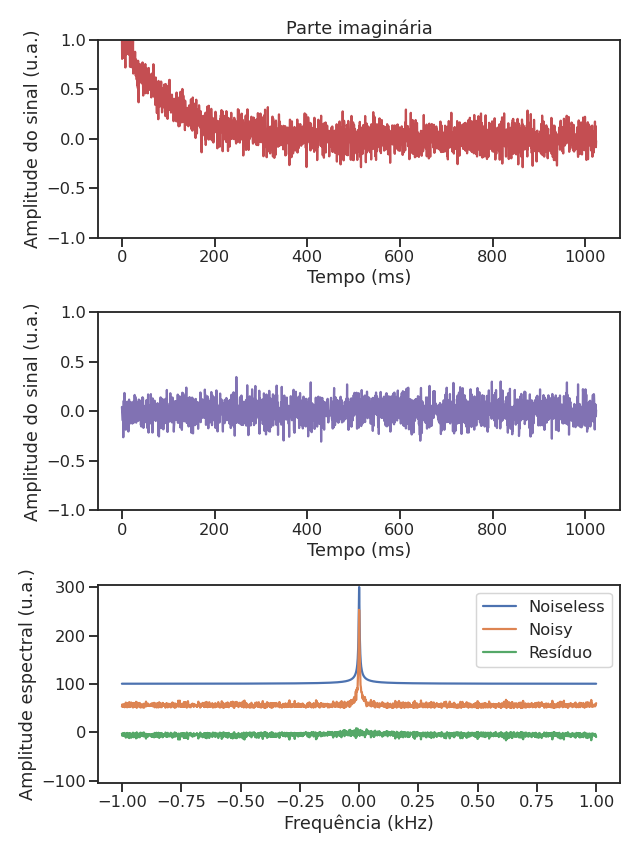 Parte imaginária
Amplitude do sinal (u.a.)
1.0
0.5
0.0
−0.5
−1.0
0 200 400 600 800 1000
Tempo (ms)
Amplitude do sinal (u.a.)
1.0
0.5
0.0
−0.5
−1.0
0 200 400 600 800 1000
Tempo (ms)
Amplitude espectral (u.a.)
300
200
100
0
−100
Noiseless
Noisy
Resíduo
−1.00 −0.75 −0.50 −0.25 0.00 0.25 0.50 0.75 1.00
Frequência (kHz)